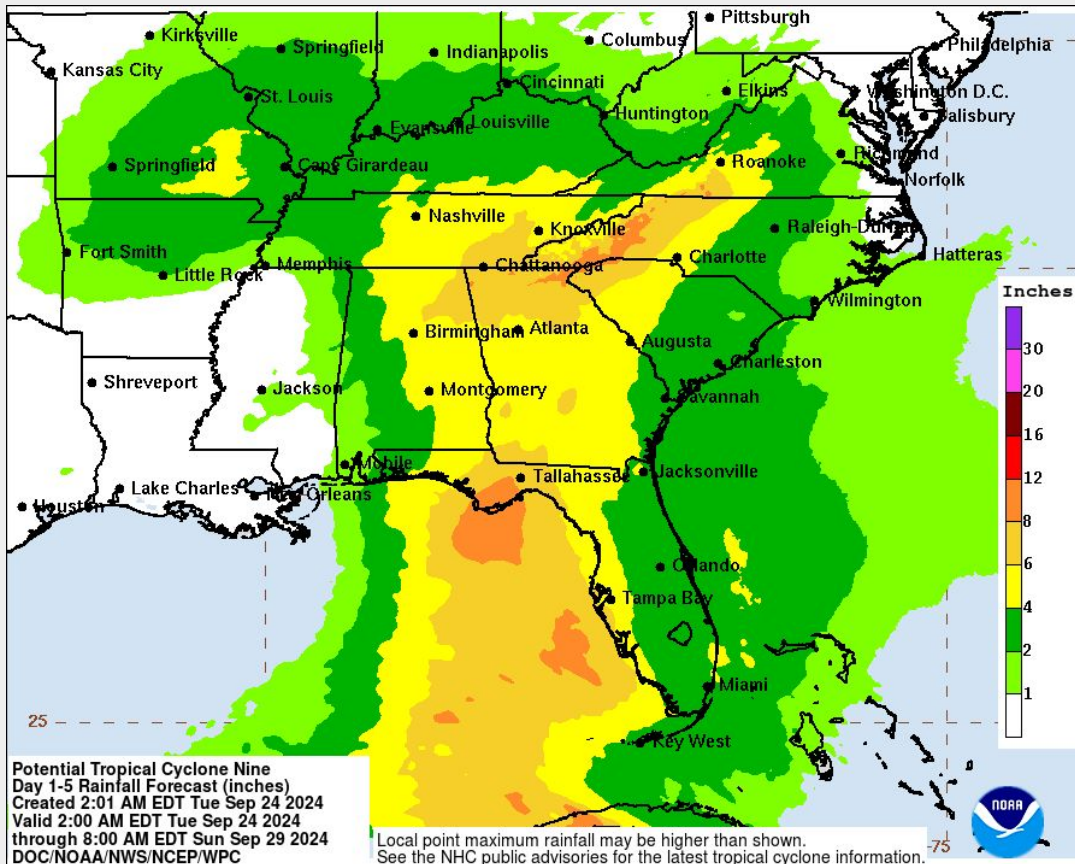 Pittsburgh
Kirksville
Springfield
Indianapolis
Columbus
Philadelphia
Kansas City
Cincinnati
Elkins
Washington D.C.
St. Louis
Evansville
Louisville
Huntington
Salisbury
Springfield
Cape Girardeau
Roanoke
Richmond
Norfolk
Nashville
Knoxville
Raleigh-Durham
Fort Smith
Little Rock
Memphis
Chattanooga
Charlotte
Hatteras
Wilmington
Birmingham
Atlanta
Augusta
Charleston
Shreveport
Jackson
Montgomery
Savannah
Mobile
Tallahassee
Jacksonville
Lake Charles
New Orleans
Houston
Orlando
Tampa Bay
Miami
Key West
25
-75
Inches
30
20
16
12
8
6
4
2
1
Potential Tropical Cyclone Nine
Day 1-5 Rainfall Forecast (inches)
Created 2:01 AM EDT Tue Sep 24 2024
Valid 2:00 AM EDT Tue Sep 24 2024
through 8:00 AM EDT Sun Sep 29 2024
DOC/NOAA/NWS/NCEP/WPC
Local point maximum rainfall may be higher than shown.
See the NHC public advisories for the latest tropical cyclone information.
NOAA